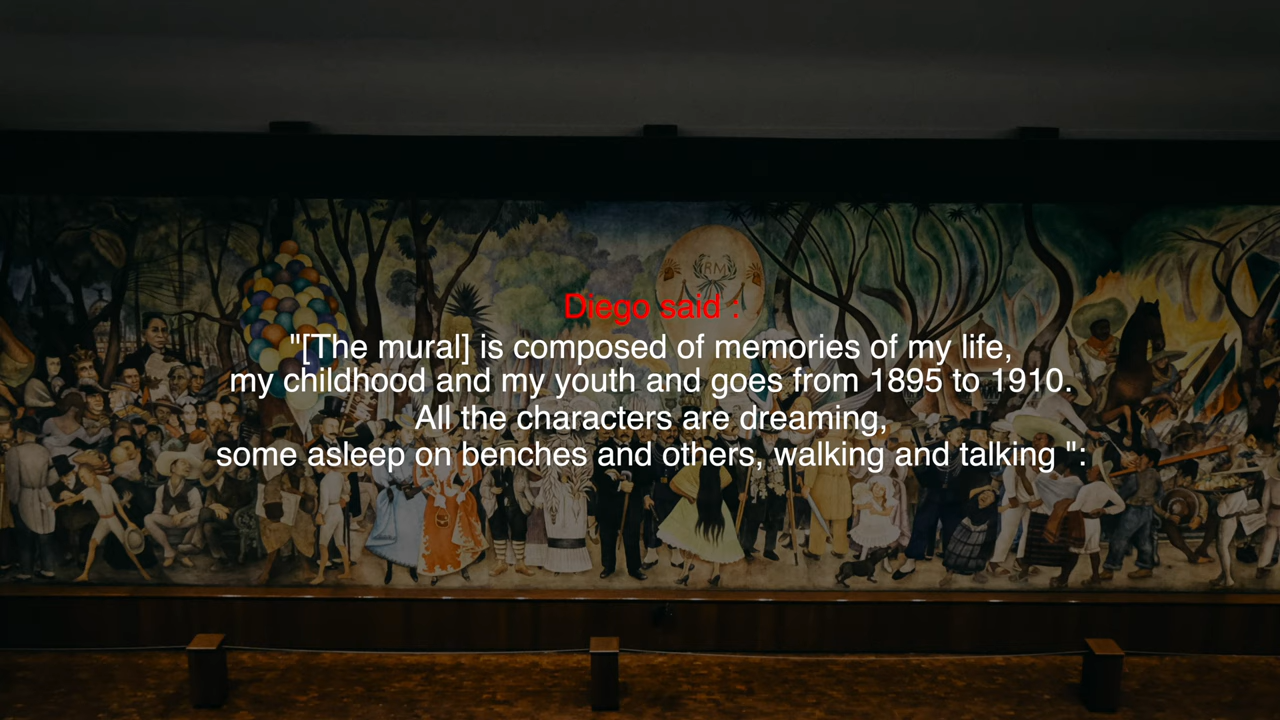 RM
Diego said :
"[The mural] is composed of memories of my life,
my childhood and my youth and goes from 1895 to 1910.
All the characters are dreaming,
some asleep on benches and others, walking and talking ":